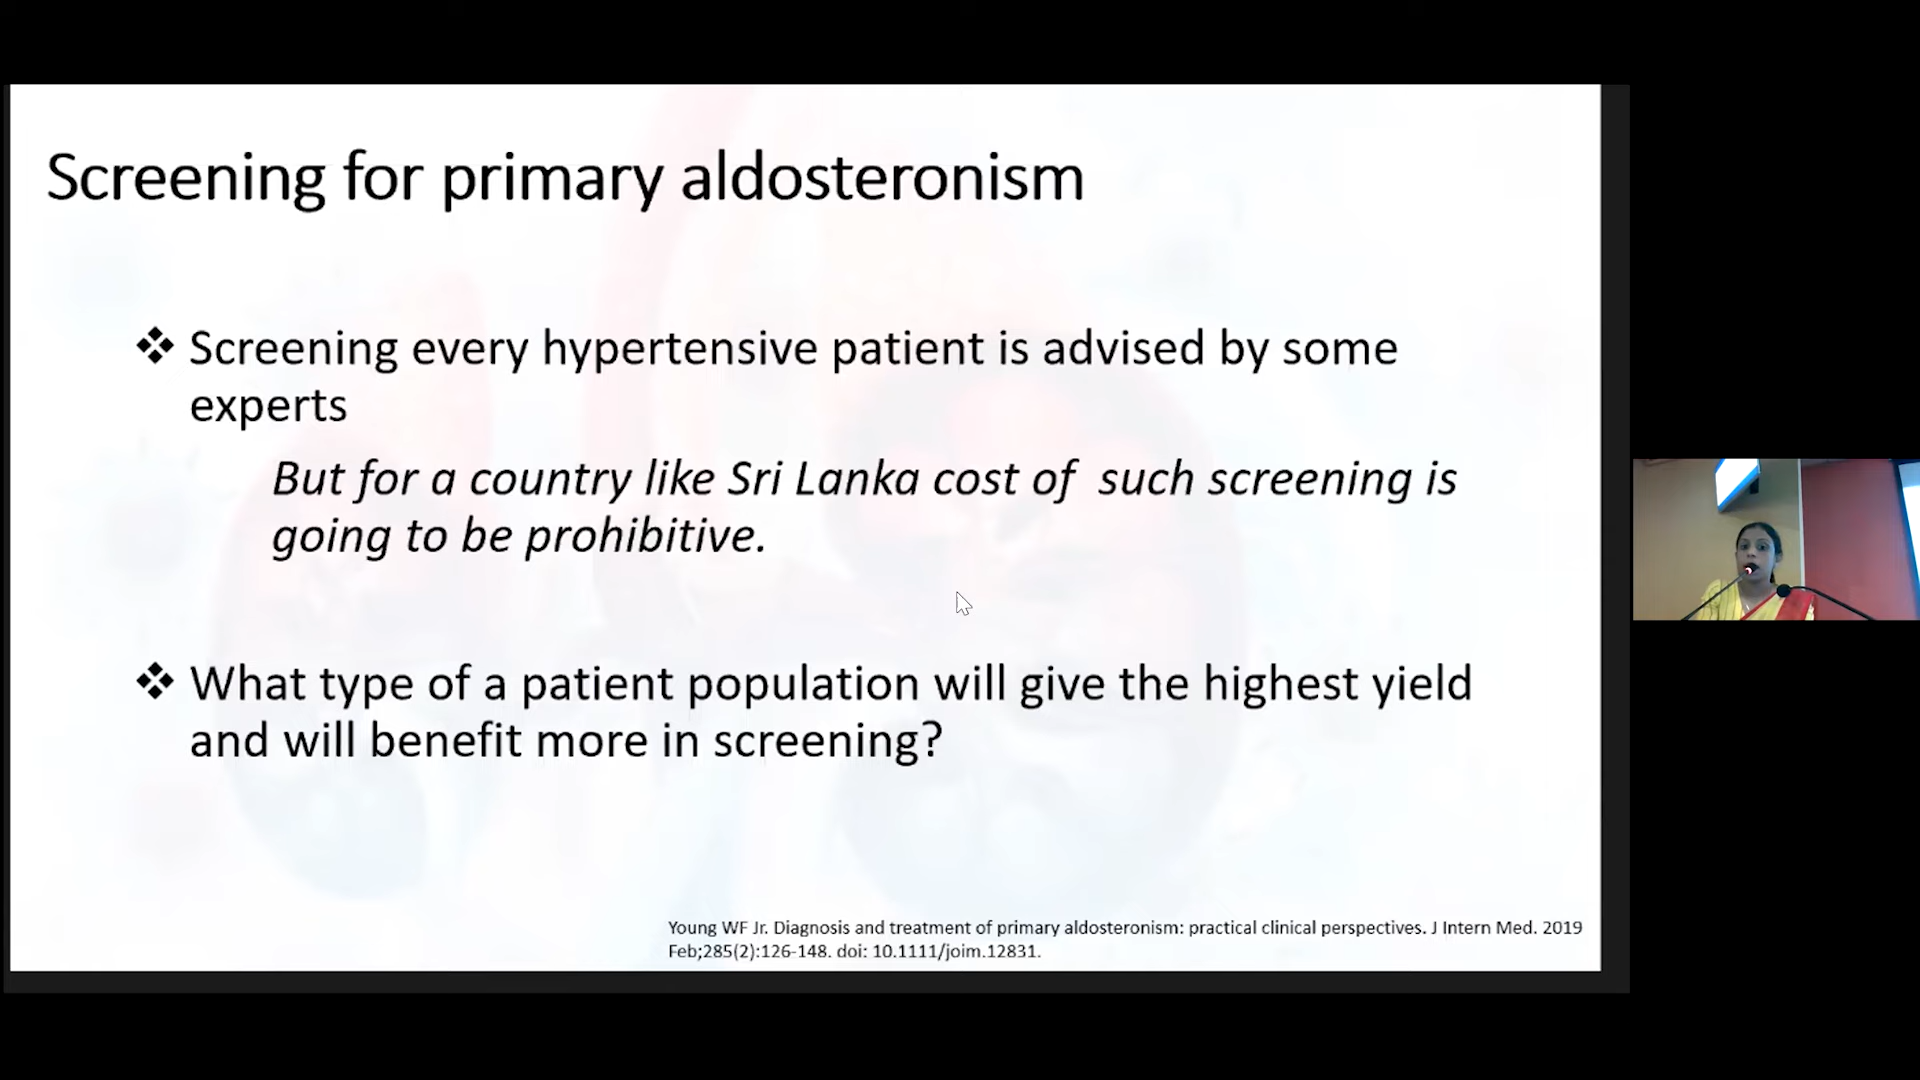 Screening for primary aldosteronism
❖ Screening every hypertensive patient is advised by some
experts
But for a country like Sri Lanka cost of such screening is
going to be prohibitive.
❖ What type of a patient population will give the highest yield
and will benefit more in screening?
Young WF Jr. Diagnosis and treatment of primary aldosteronism: practical clinical perspectives. J Intern Med. 2019
Feb;285(2):126-148. doi: 10.1111/joim.12831.